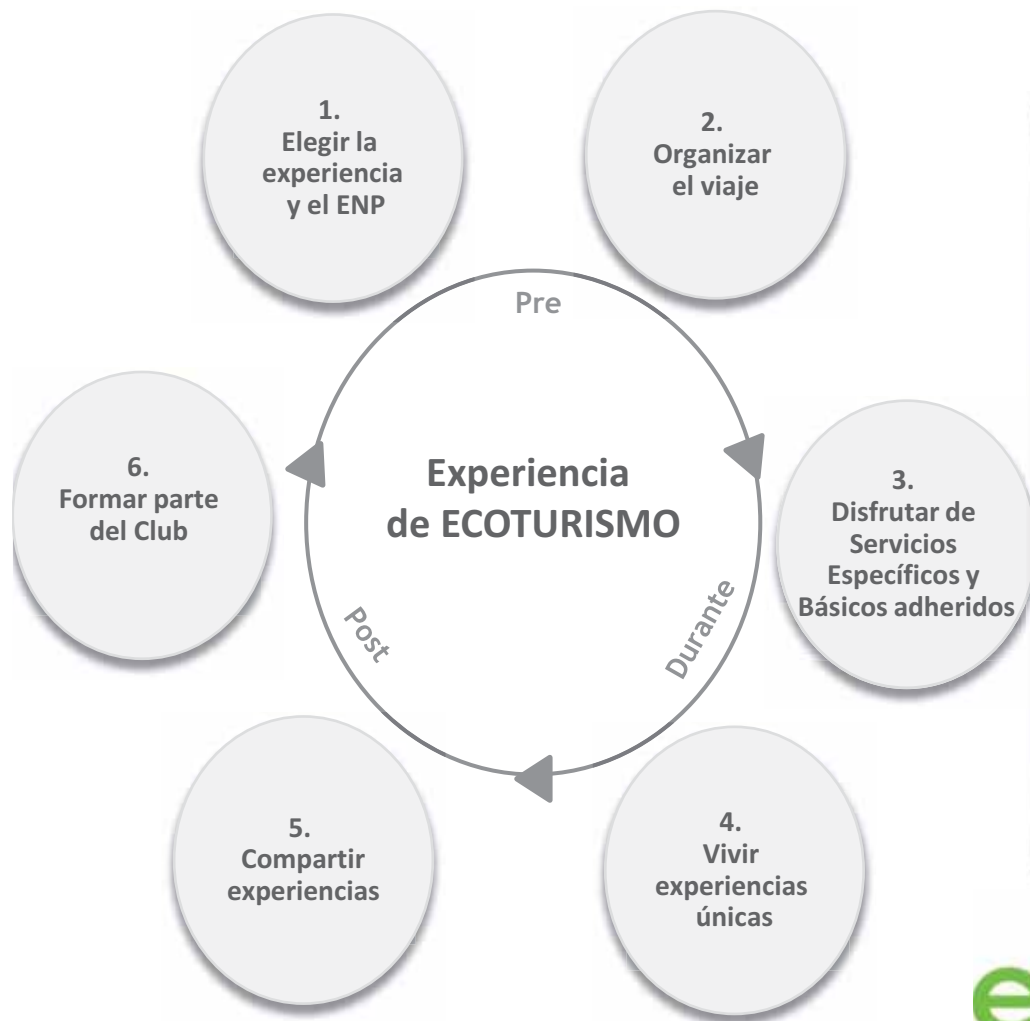 1.
Elegir la
experiencia
y el ENP
2.
Organizar
el viaje
Pre
Experiencia
de ECOTURISMO
3.
Disfrutar de
Servicios
Específicos y
Básicos adheridos
Durante
4.
Vivir
experiencias
únicas
5.
Compartir
experiencias
Post
6.
Formar parte
del Club
e